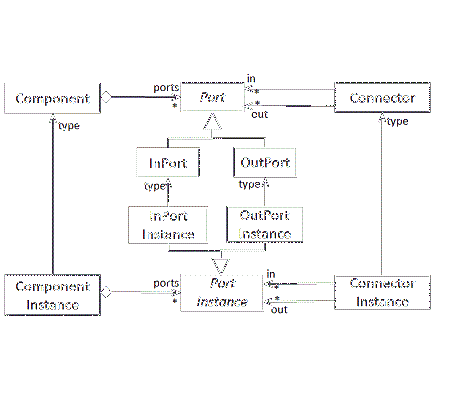 in
ports
*
*
Component
Port
Connector
*
out
type
type
InPort
OutPort
type
type
InPort
Instance
OutPort
Instance
in
ports
*
*
Component
Instance
Port
instance
Connector
Instance
*
out